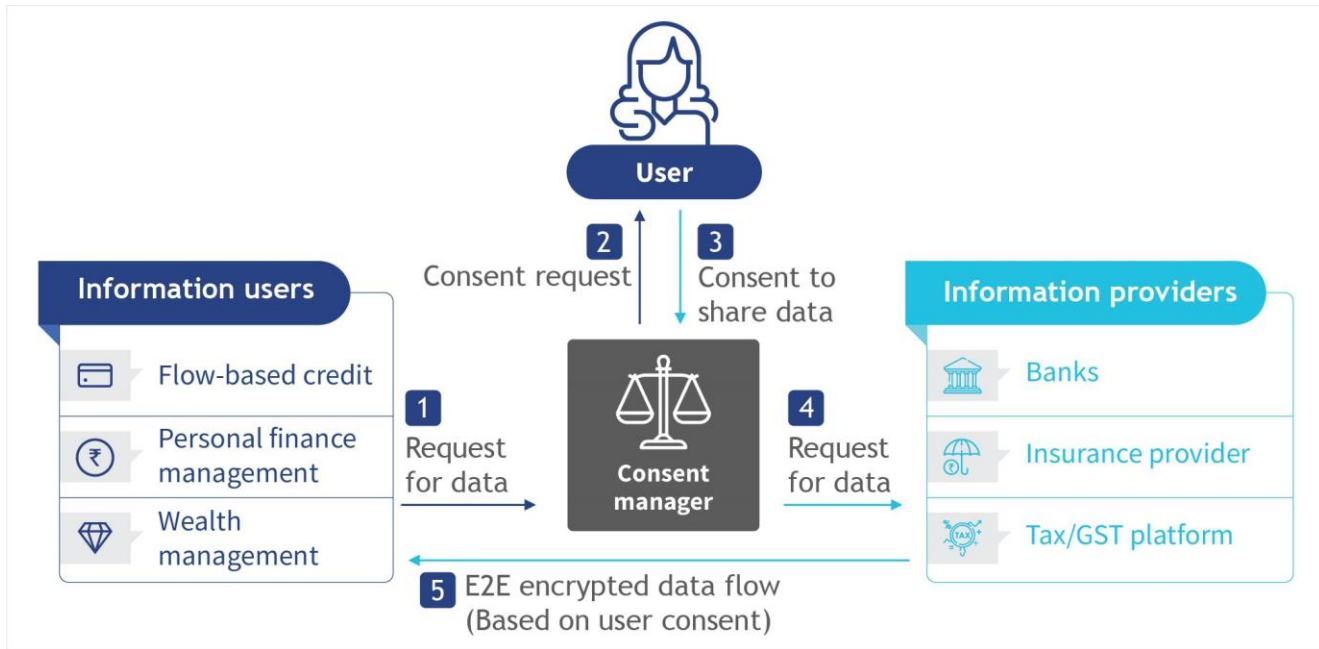 User
2
Consent request
3
Consent to
share data
Information users
Flow-based credit
₹
Personal finance
management
Wealth
management
1
Request
for data
Consent
manager
4
Request
for data
Information providers
Banks
₹
Insurance provider
TAX
Tax/GST platform
5
E2E encrypted data flow
(Based on user consent)